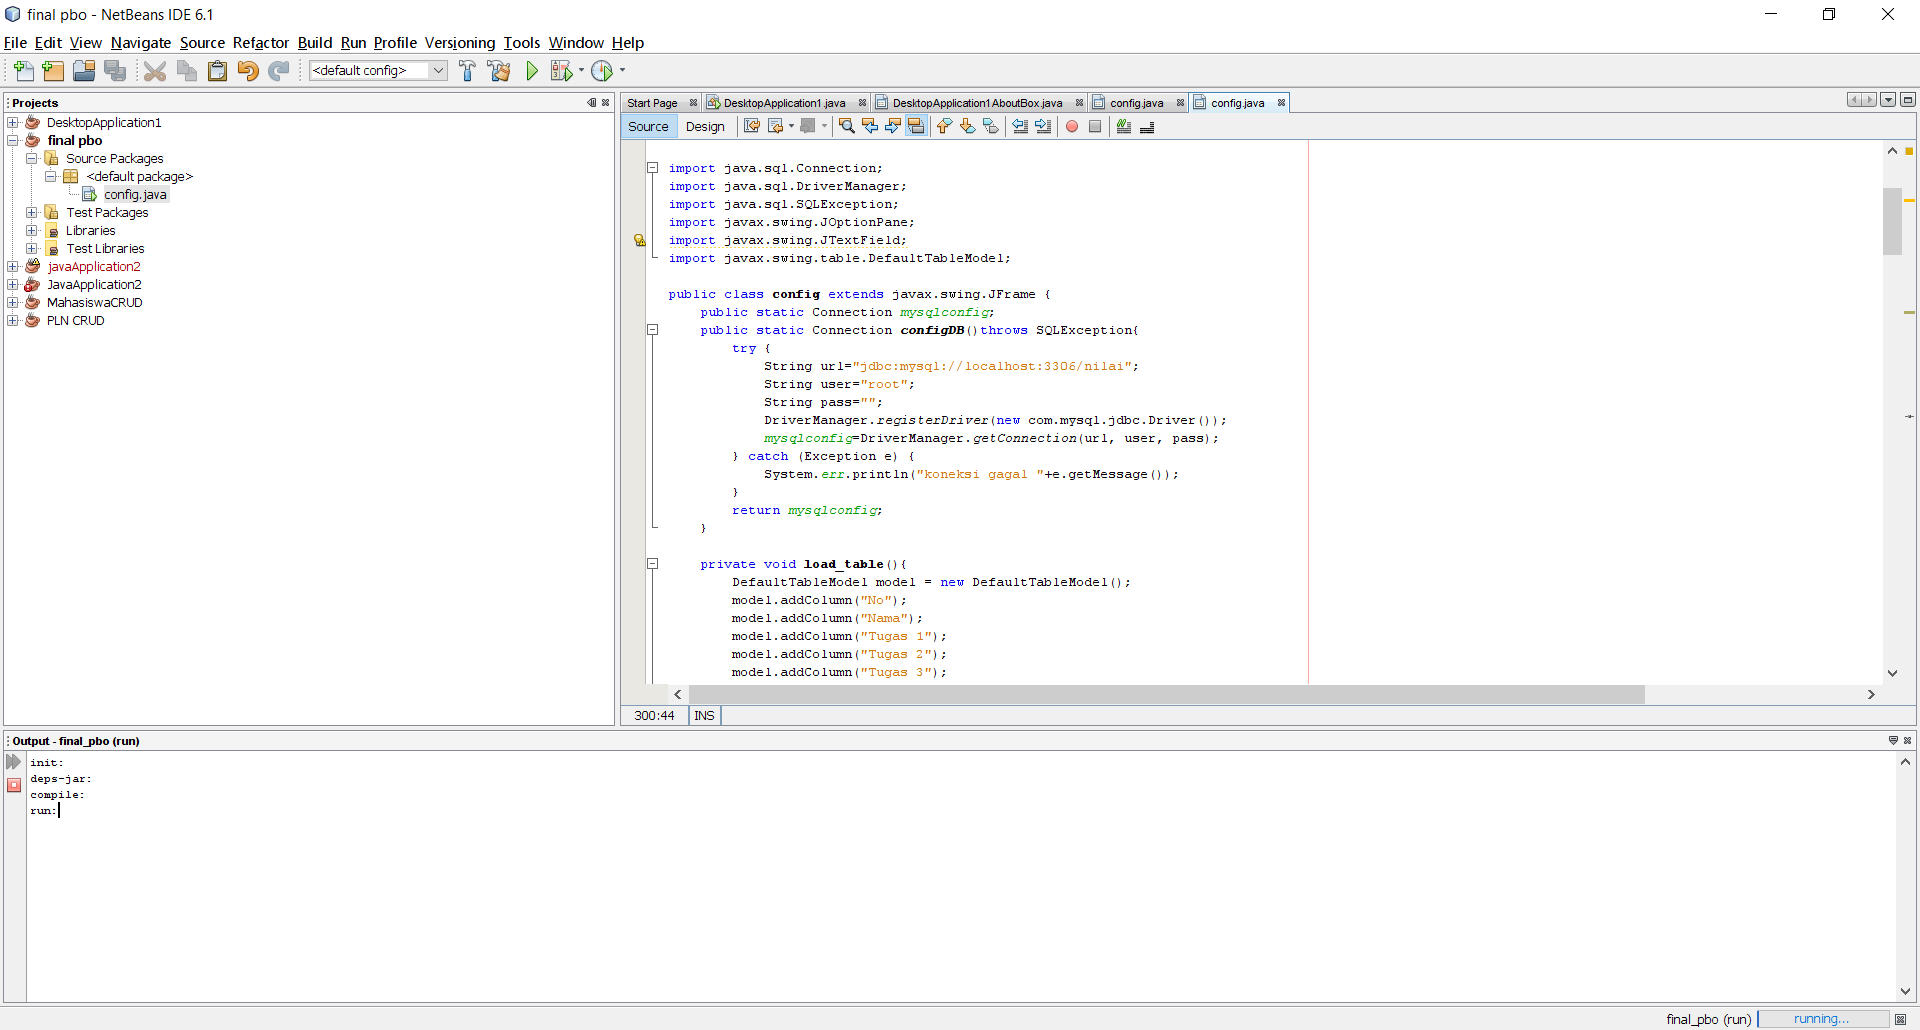 final pbo - NetBeans IDE 6.1
File Edit View Navigate Source Refactor Build Run Profile Versioning Tools Window Help
<default config>
Projects
DesktopApplication1
final pbo
Source Packages
<default package>
config.java
Test Packages
Libraries
Test Libraries
javaApplication2
JavaApplication2
MahasiswaCRUD
PLN CRUD
Start Page DesktopApplication1.java DesktopApplication1AboutBox.java config.java config.java
Source Design
import java.sql.Connection;
import java.sql.DriverManager;
import java.sql.SQLException;
import javax.swing.JOptionPane;
import javax.swing.JTextField;
import javax.swing.table.DefaultTableModel;
public class config extends javax.swing.JFrame {
public static Connection mysqlconfig;
public static Connection configDB()throws SQLException{
try {
String url="jdbc:mysql://localhost:3306/nilai";
String user="root";
String pass="";
DriverManager.registerDriver(new com.mysql.jdbc.Driver());
mysqlconfig=DriverManager.getConnection(url, user, pass);
} catch (Exception e) {
System.err.println("koneksi gagal "+e.getMessage());
}
return mysqlconfig;
}
private void load_table(){
DefaultTableModel model = new DefaultTableModel();
model.addColumn("No");
model.addColumn("Nama");
model.addColumn("Tugas 1");
model.addColumn("Tugas 2");
model.addColumn("Tugas 3");
300:44 INS
Output - final_pbo (run)
init:
deps-jar:
compile:
run:
final_pbo (run) running...